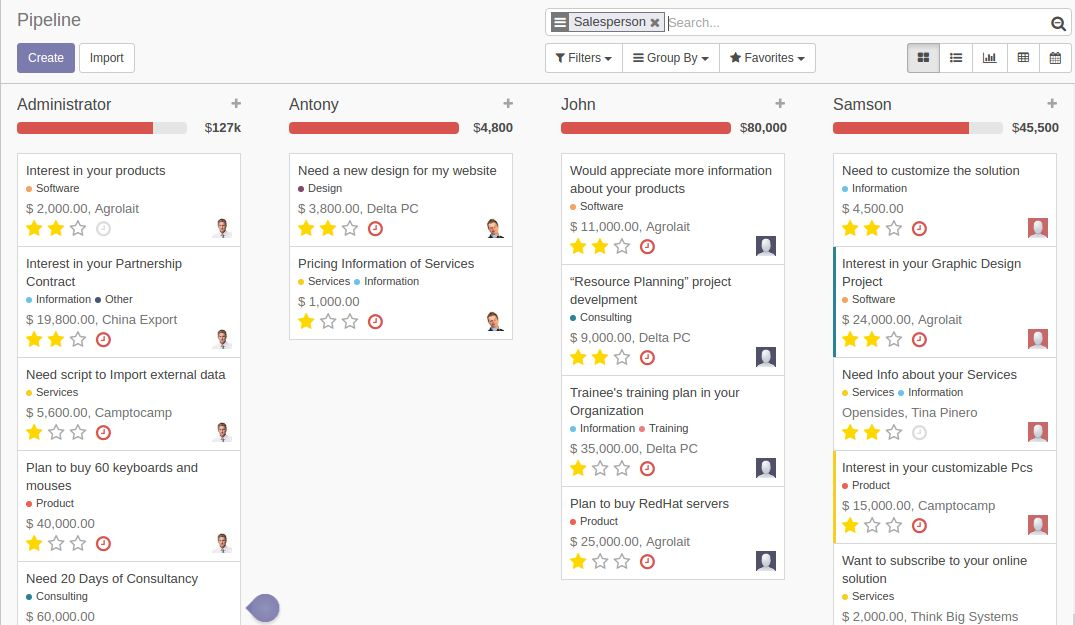 Pipeline
Salesperson Search...
Create Import
Filters Group By Favorites
Administrator
$127k
Interest in your products
Software
$ 2,000.00, Agrolait
Interest in your Partnership
Contract
Information Other
$ 19,800.00, China Export
Need script to Import external data
Services
$ 5,600.00, Camptocamp
Plan to buy 60 keyboards and
mouses
Product
$ 40,000.00
Need 20 Days of Consultancy
Consulting
$ 60,000.00
Antony
$4,800
Need a new design for my website
Design
$ 3,800.00, Delta PC
Pricing Information of Services
Services Information
$ 1,000.00
John
$80,000
Would appreciate more information
about your products
Software
$ 11,000.00, Agrolait
“Resource Planning” project
develpment
Consulting
$ 9,000.00, Delta PC
Trainee's training plan in your
Organization
Information Training
$ 35,000.00, Delta PC
Plan to buy RedHat servers
Product
$ 25,000.00, Agrolait
Samson
$45,500
Need to customize the solution
Information
$ 4,500.00
Interest in your Graphic Design
Project
Software
$ 24,000.00, Agrolait
Need Info about your Services
Services Information
Opensides, Tina Pinero
Interest in your customizable Pcs
Product
$ 15,000.00, Camptocamp
Want to subscribe to your online
solution
Services
$ 2,000.00, Think Big Systems